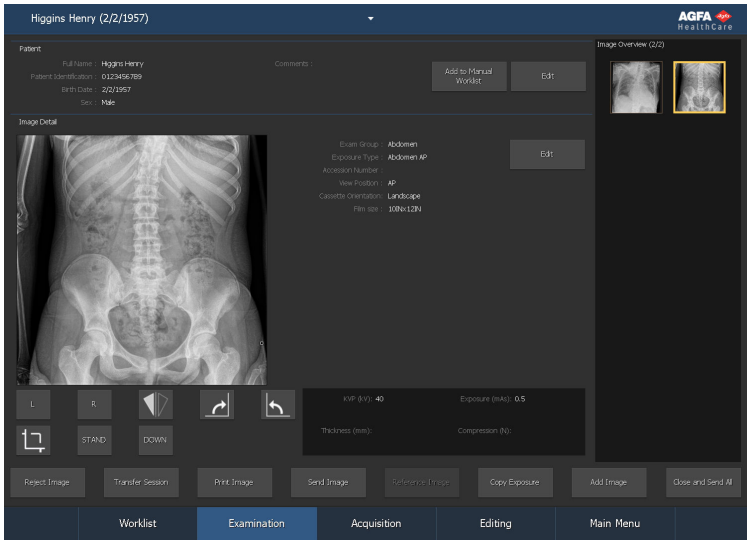 Higgins Henry (2/2/1957)
AGFA
HealthCare
Patient
Full Name : Higgins Henry
Comments :
Patient Identification : 0123456789
Birth Date : 2/2/1957
Sex : Male
Add to Manual
Worklist
Edit
Image Overview (2/2)
Image Detail
Exam Group : Abdomen
Exposure Type : Abdomen AP
Accession Number :
View Position : AP
Cassette Orientation: Landscape
Film size : 10INx12IN
Edit
L
R
STAND
DOWN
KVP (kV): 40
Exposure (mAs): 0.5
Thickness (mm):
Compression (N):
Reject Image
Transfer Session
Print Image
Send Image
Reference Image
Copy Exposure
Add Image
Close and Send All
Worklist
Examination
Acquisition
Editing
Main Menu